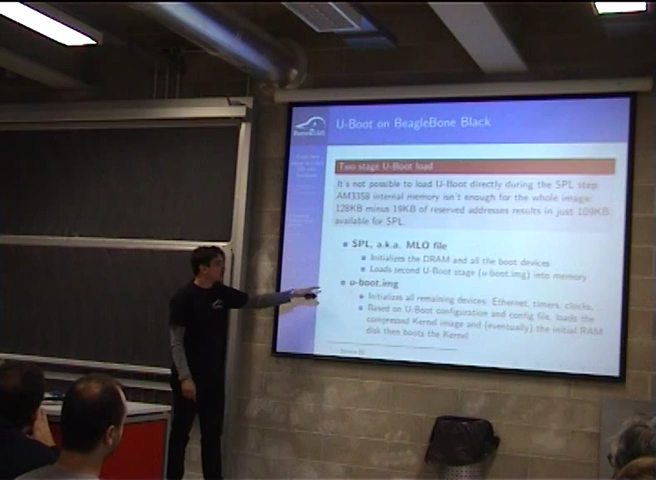 U-Boot on BeagleBone Black
Two stage U-Boot load
It's not possible to load U-Boot directly during the SPL step
AM3358 internal memory isn't enough for the whole image:
128KB minus 19KB of reserved addresses results in just 109KB
available for SPL.
SPL, a.k.a. MLO file
Initializes the DRAM and all the boot devices
Loads second U-Boot stage (u-boot.img) into memory
u-boot.img
Initializes all remaining devices: Ethernet, timers, clocks,
Based on U-Boot configuration and config file, loads the
compressed Kernel image and (eventually) the initial RAM
disk then boots the Kernel